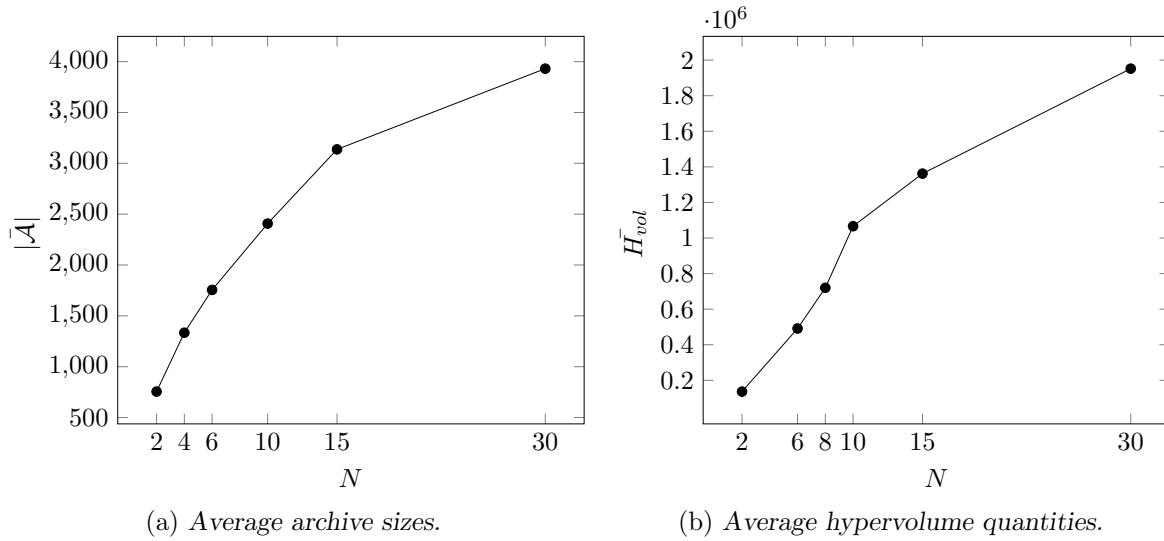 4,000
3,500
3,000
2,500
2,000
1,500
1,000
500
|𝒜̄|
2 4 6 10 15 30
N
(a) Average archive sizes.
·10⁶
2
1.8
1.6
1.4
1.2
1
0.8
0.6
0.4
0.2
H̄vol
2 6 8 10 15 30
N
(b) Average hypervolume quantities.